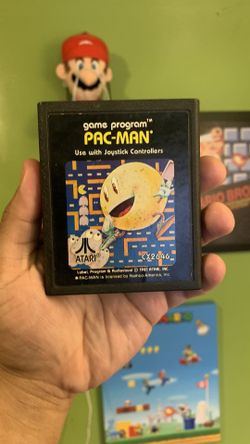 game program™
PAC-MAN*
Use with Joystick Controllers
ATARI
CX2646
Label, Program & Audiovisual © 1981 ATARI, INC.
* PAC-MAN is licensed by Namco-America, Inc.